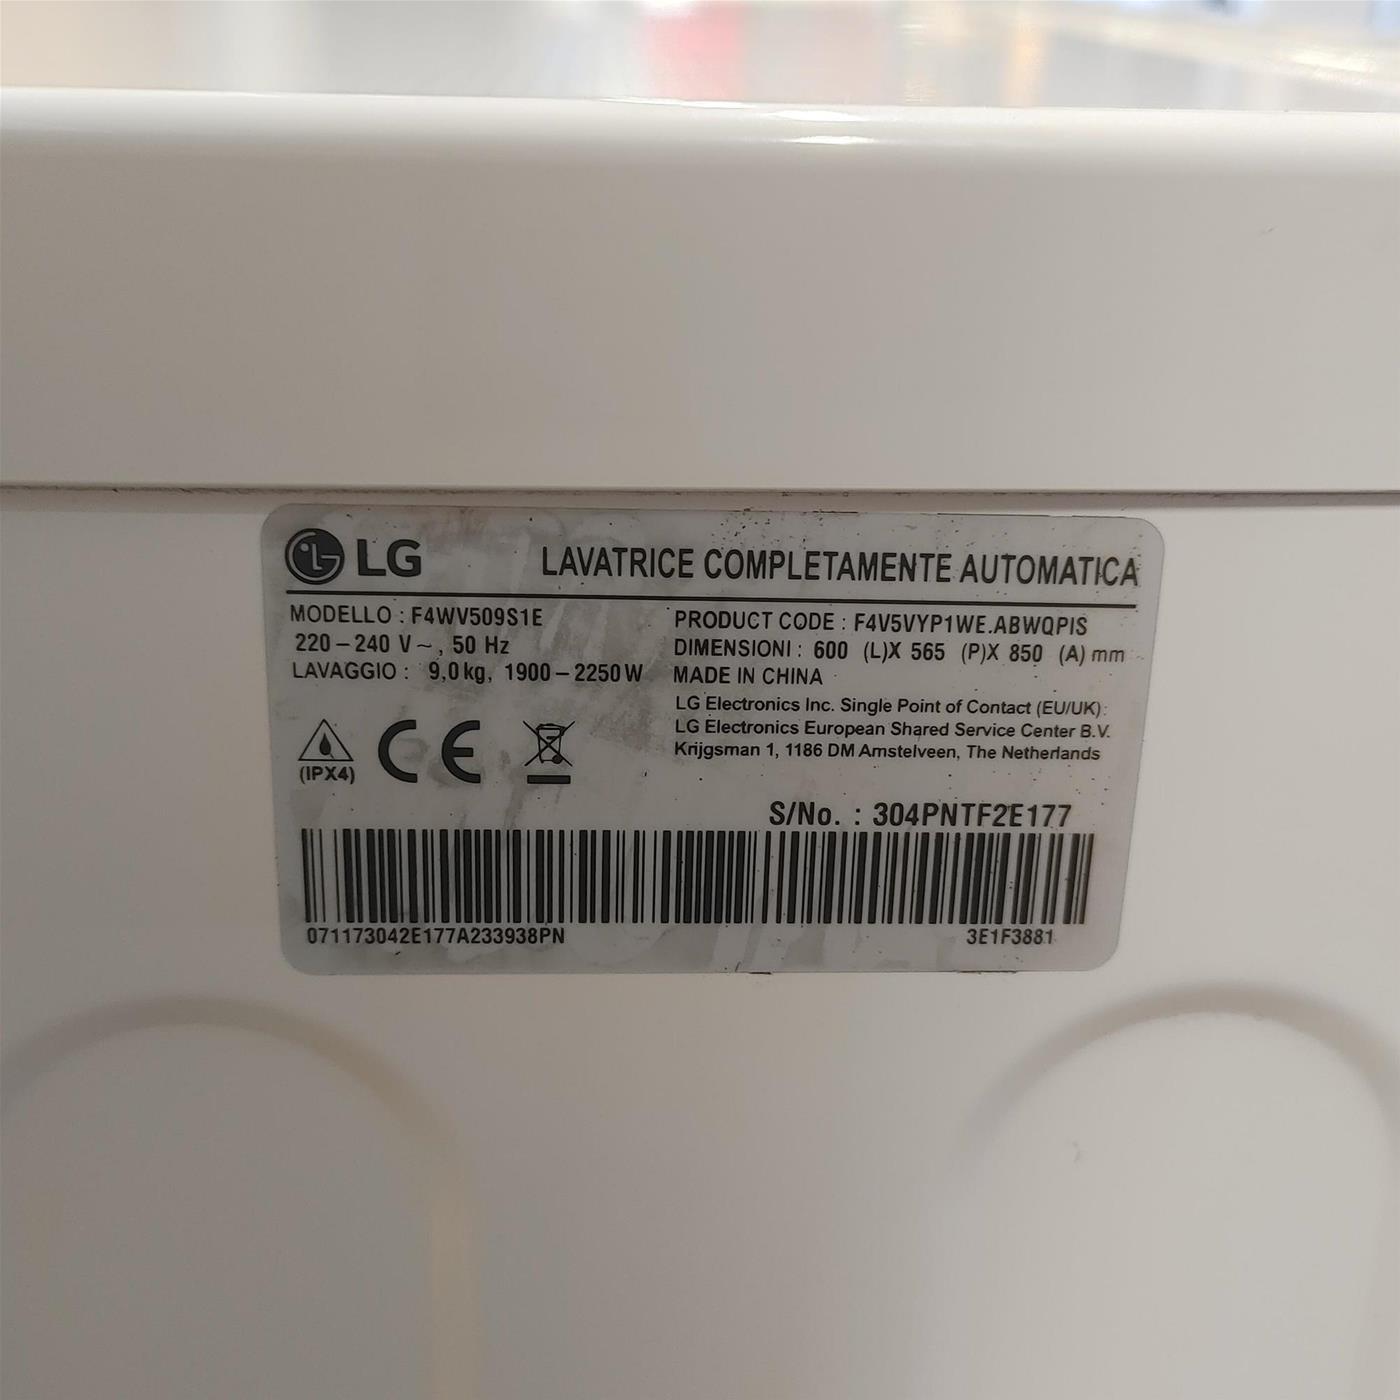 LG LAVATRICE COMPLETAMENTE AUTOMATICA
MODELLO : F4WV509S1E
220 – 240 V ~ , 50 Hz
LAVAGGIO : 9,0 kg, 1900 – 2250 W
PRODUCT CODE : F4V5VYP1WE.ABWQPIS
DIMENSIONI : 600 (L)X 565 (P)X 850 (A) mm
MADE IN CHINA
LG Electronics Inc. Single Point of Contact (EU/UK):
LG Electronics European Shared Service Center B.V.
Krijgsman 1, 1186 DM Amstelveen, The Netherlands
(IPX4)
CE
S/No. : 304PNTF2E177
071173042E177A233938PN
3E1F3881